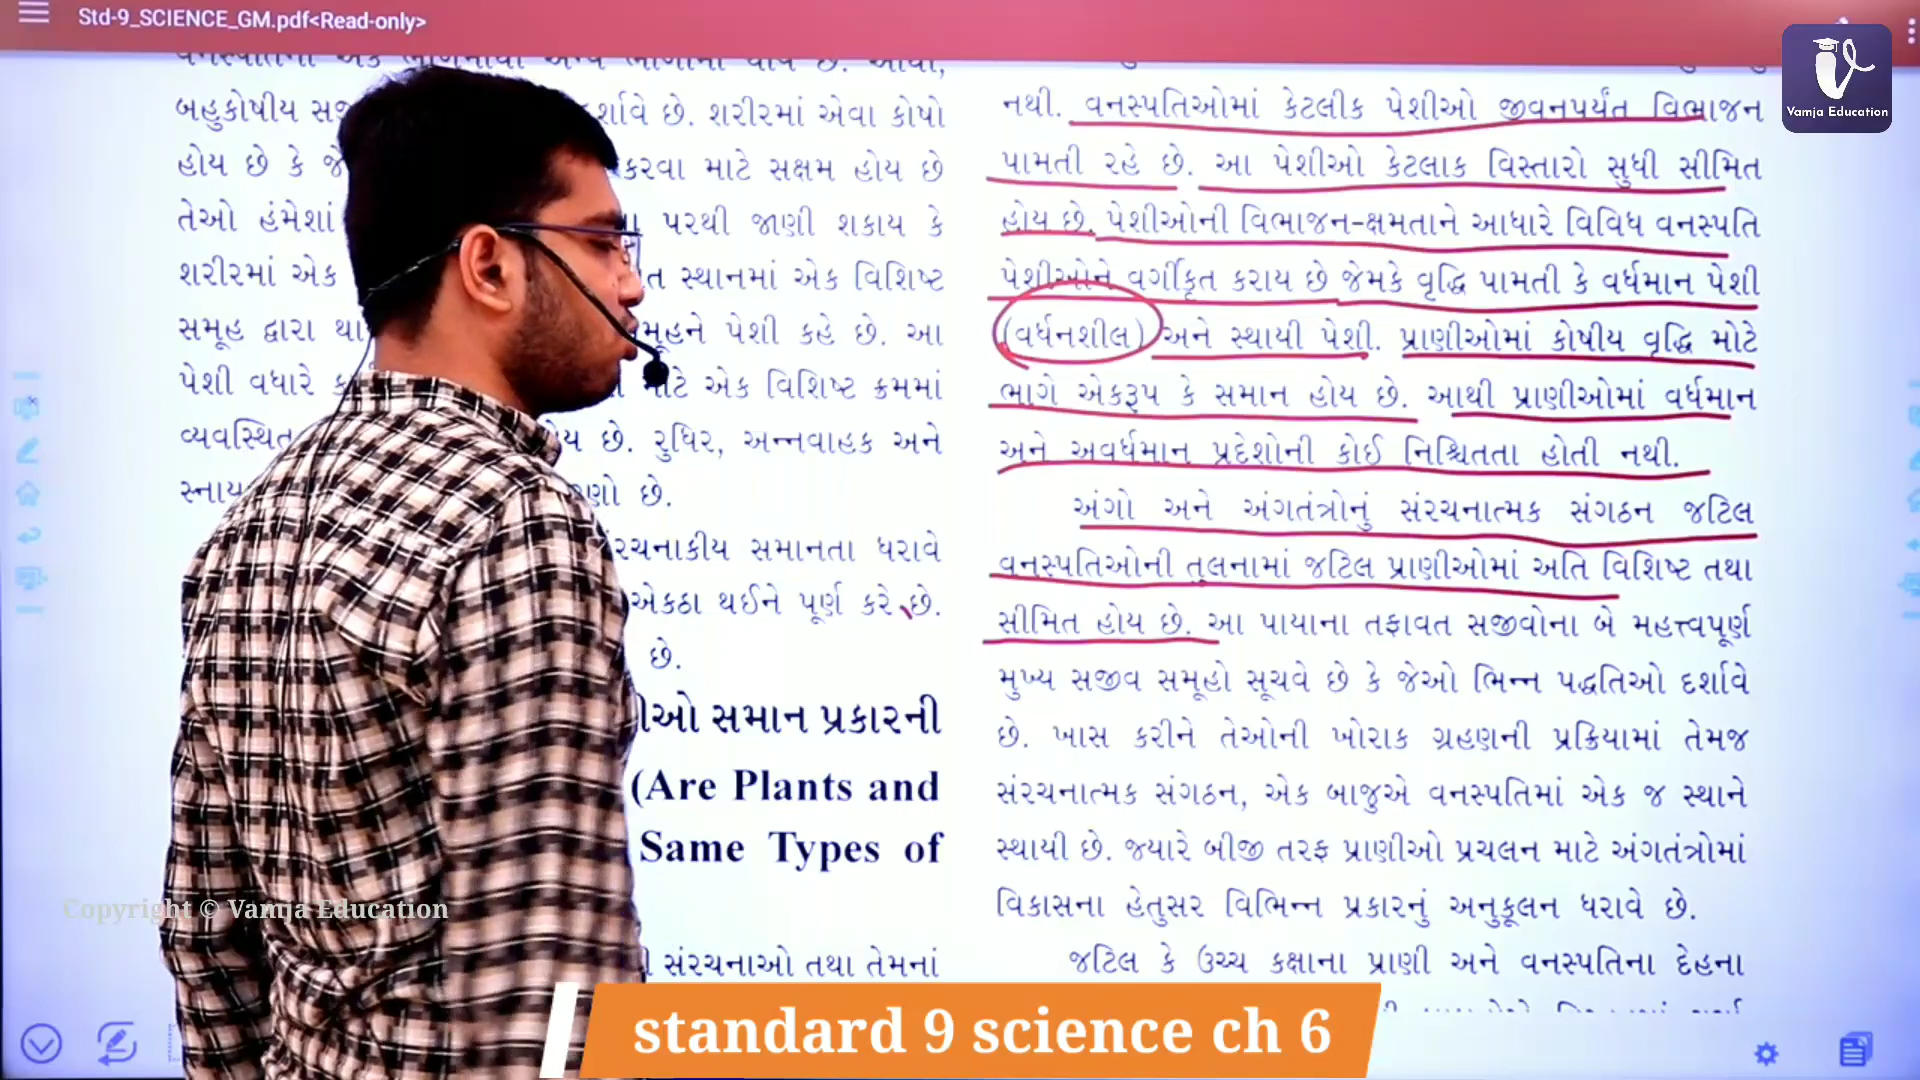 Std-9_SCIENCE_GM.pdf<Read-only>
Vamja Education
બહુકોષીય
દર્શાવે છે. શરીરમાં એવા કોષો
હોય છે કે
કરવા માટે સક્ષમ હોય છે
તેઓ હંમેશાં
પરથી જાણી શકાય કે
શરીરમાં એક
સ્થાનમાં એક વિશિષ્ટ
સમૂહ દ્વારા
સમૂહને પેશી કહે છે. આ
પેશી વધારે
માટે એક વિશિષ્ટ ક્રમમાં
હોય છે. રુધિર, અન્નવાહક અને
છે.
સંરચનાકીય સમાનતા ધરાવે
એકઠા થઈને પૂર્ણ કરે છે.
છે.
સમાન પ્રકારની
(Are Plants and
Same Types of
સંરચનાઓ તથા તેમનાં
નથી. વનસ્પતિઓમાં કેટલીક પેશીઓ જીવનપર્યંત વિભાજન
પામતી રહે છે. આ પેશીઓ કેટલાક વિસ્તારો સુધી સીમિત
હોય છે. પેશીઓની વિભાજન-ક્ષમતાને આધારે વિવિધ વનસ્પતિ
પેશીઓને વર્ગીકૃત કરાય છે જેમકે વૃદ્ધિ પામતી કે વર્ધમાન પેશી
(વર્ધનશીલ) અને સ્થાયી પેશી. પ્રાણીઓમાં કોષીય વૃદ્ધિ મોટે
ભાગે એકરૂપ કે સમાન હોય છે. આથી પ્રાણીઓમાં વર્ધમાન
અને અવર્ધમાન પ્રદેશોની કોઈ નિશ્ચિતતા હોતી નથી.
અંગો અને અંગતંત્રોનું સંરચનાત્મક સંગઠન જટિલ
વનસ્પતિઓની તુલનામાં જટિલ પ્રાણીઓમાં અતિ વિશિષ્ટ તથા
સીમિત હોય છે. આ પાયાના તફાવત સજીવોના બે મહત્ત્વપૂર્ણ
મુખ્ય સજીવ સમૂહો સૂચવે છે કે જેઓ ભિન્ન પદ્ધતિઓ દર્શાવે
છે. ખાસ કરીને તેઓની ખોરાક ગ્રહણની પ્રક્રિયામાં તેમજ
સંરચનાત્મક સંગઠન, એક બાજુએ વનસ્પતિમાં એક જ સ્થાને
સ્થાયી છે. જ્યારે બીજી તરફ પ્રાણીઓ પ્રચલન માટે અંગતંત્રોમાં
વિકાસના હેતુસર વિભિન્ન પ્રકારનું અનુકૂલન ધરાવે છે.
જટિલ કે ઉચ્ચ કક્ષાના પ્રાણી અને વનસ્પતિના દેહના
Copyright © Vamja Education
standard 9 science ch 6